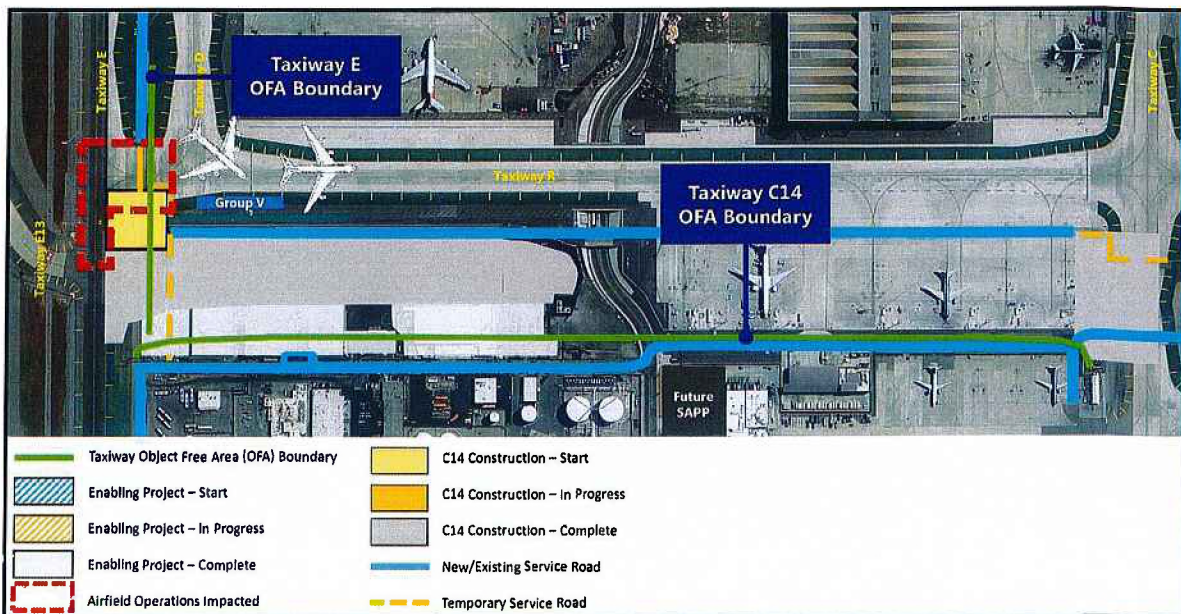 Taxiway E
OFA Boundary
Taxiway E
Taxiway D
Taxiway C
Taxiway R
Group V
Taxiway C14
OFA Boundary
Taxiway E13
Future
SAPP
Taxiway Object Free Area (OFA) Boundary
Enabling Project – Start
Enabling Project – In Progress
Enabling Project – Complete
Airfield Operations Impacted
C14 Construction – Start
C14 Construction – In Progress
C14 Construction – Complete
New/Existing Service Road
Temporary Service Road